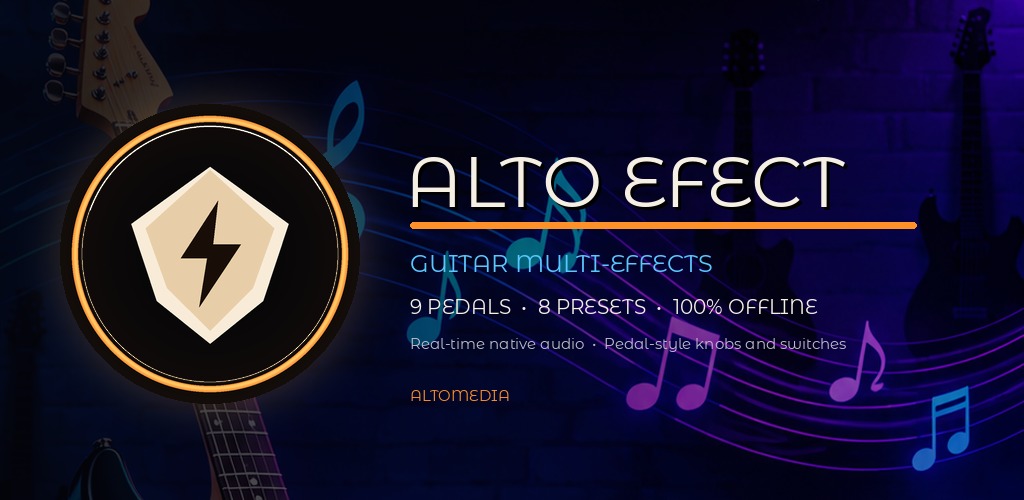 ALTO EFECT
GUITAR MULTI-EFFECTS
9 PEDALS · 8 PRESETS · 100% OFFLINE
Real-time native audio · Pedal-style knobs and switches
ALTOMEDIA